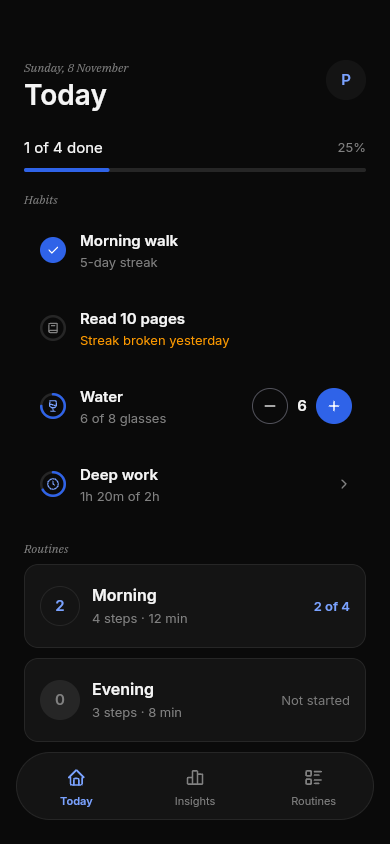 Sunday, 8 November
Today
P
1 of 4 done
25%
Habits
Morning walk
5-day streak
Read 10 pages
Streak broken yesterday
Water
6 of 8 glasses
6
Deep work
1h 20m of 2h
Routines
2
Morning
4 steps · 12 min
2 of 4
0
Evening
3 steps · 8 min
Not started
Today
Insights
Routines